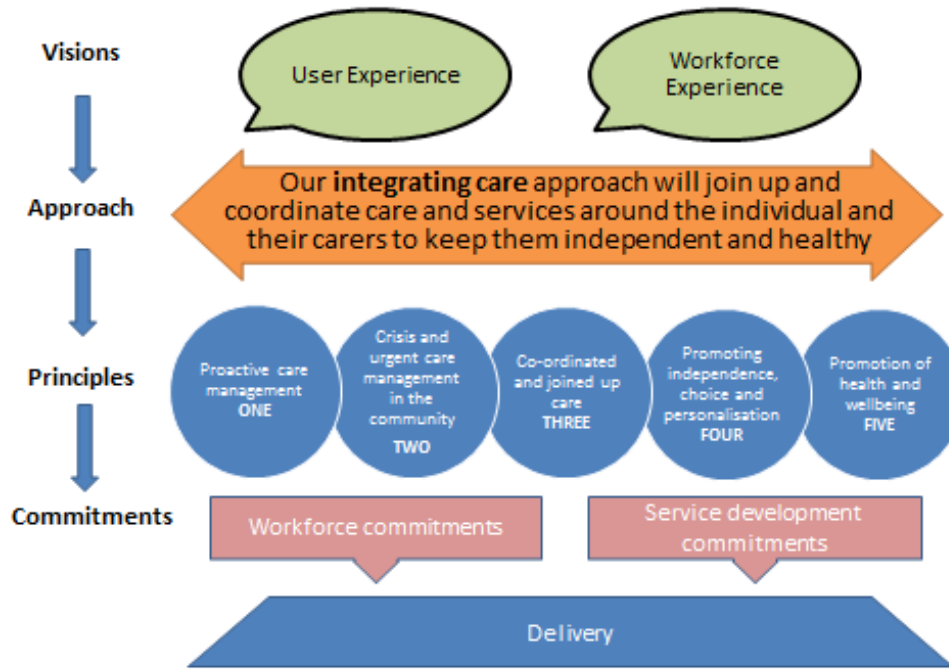 Visions
User Experience
Workforce
Experience
Approach
Our integrating care approach will join up and
coordinate care and services around the individual and
their carers to keep them independent and healthy
Principles
Proactive care
management
ONE
Crisis and
urgent care
management
in the
community
TWO
Co-ordinated
and joined up
care
THREE
Promoting
independence,
choice and
personalisation
FOUR
Promotion of
health and
wellbeing
FIVE
Commitments
Workforce commitments
Service development
commitments
Delivery